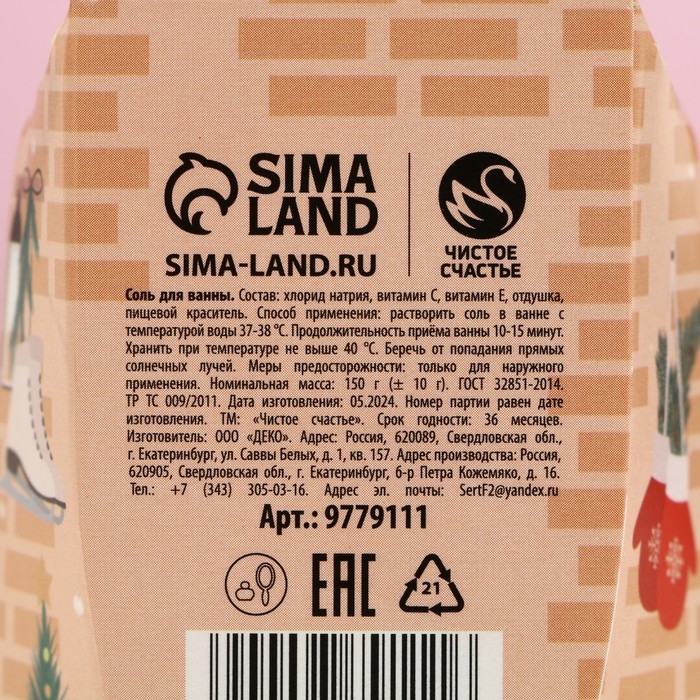 SIMA
LAND
SIMA-LAND.RU
ЧИСТОЕ
СЧАСТЬЕ
Соль для ванны. Состав: хлорид натрия, витамин С, витамин Е, отдушка,
пищевой краситель. Способ применения: растворить соль в ванне с
температурой воды 37-38 °С. Продолжительность приёма ванны 10-15 минут.
Хранить при температуре не выше 40 °С. Беречь от попадания прямых
солнечных лучей. Меры предосторожности: только для наружного
применения. Номинальная масса: 150 г (± 10 г). ГОСТ 32851-2014.
ТР ТС 009/2011. Дата изготовления: 05.2024. Номер партии равен дате
изготовления. ТМ: «Чистое счастье». Срок годности: 36 месяцев.
Изготовитель: ООО «ДЕКО». Адрес: Россия, 620089, Свердловская обл.,
г. Екатеринбург, ул. Саввы Белых, д. 1, кв. 157. Адрес производства: Россия,
620905, Свердловская обл., г. Екатеринбург, б-р Петра Кожемяко, д. 16.
Тел.: +7 (343) 305-03-16. Адрес эл. почты: SertF2@yandex.ru
Арт.: 9779111
EAC
21